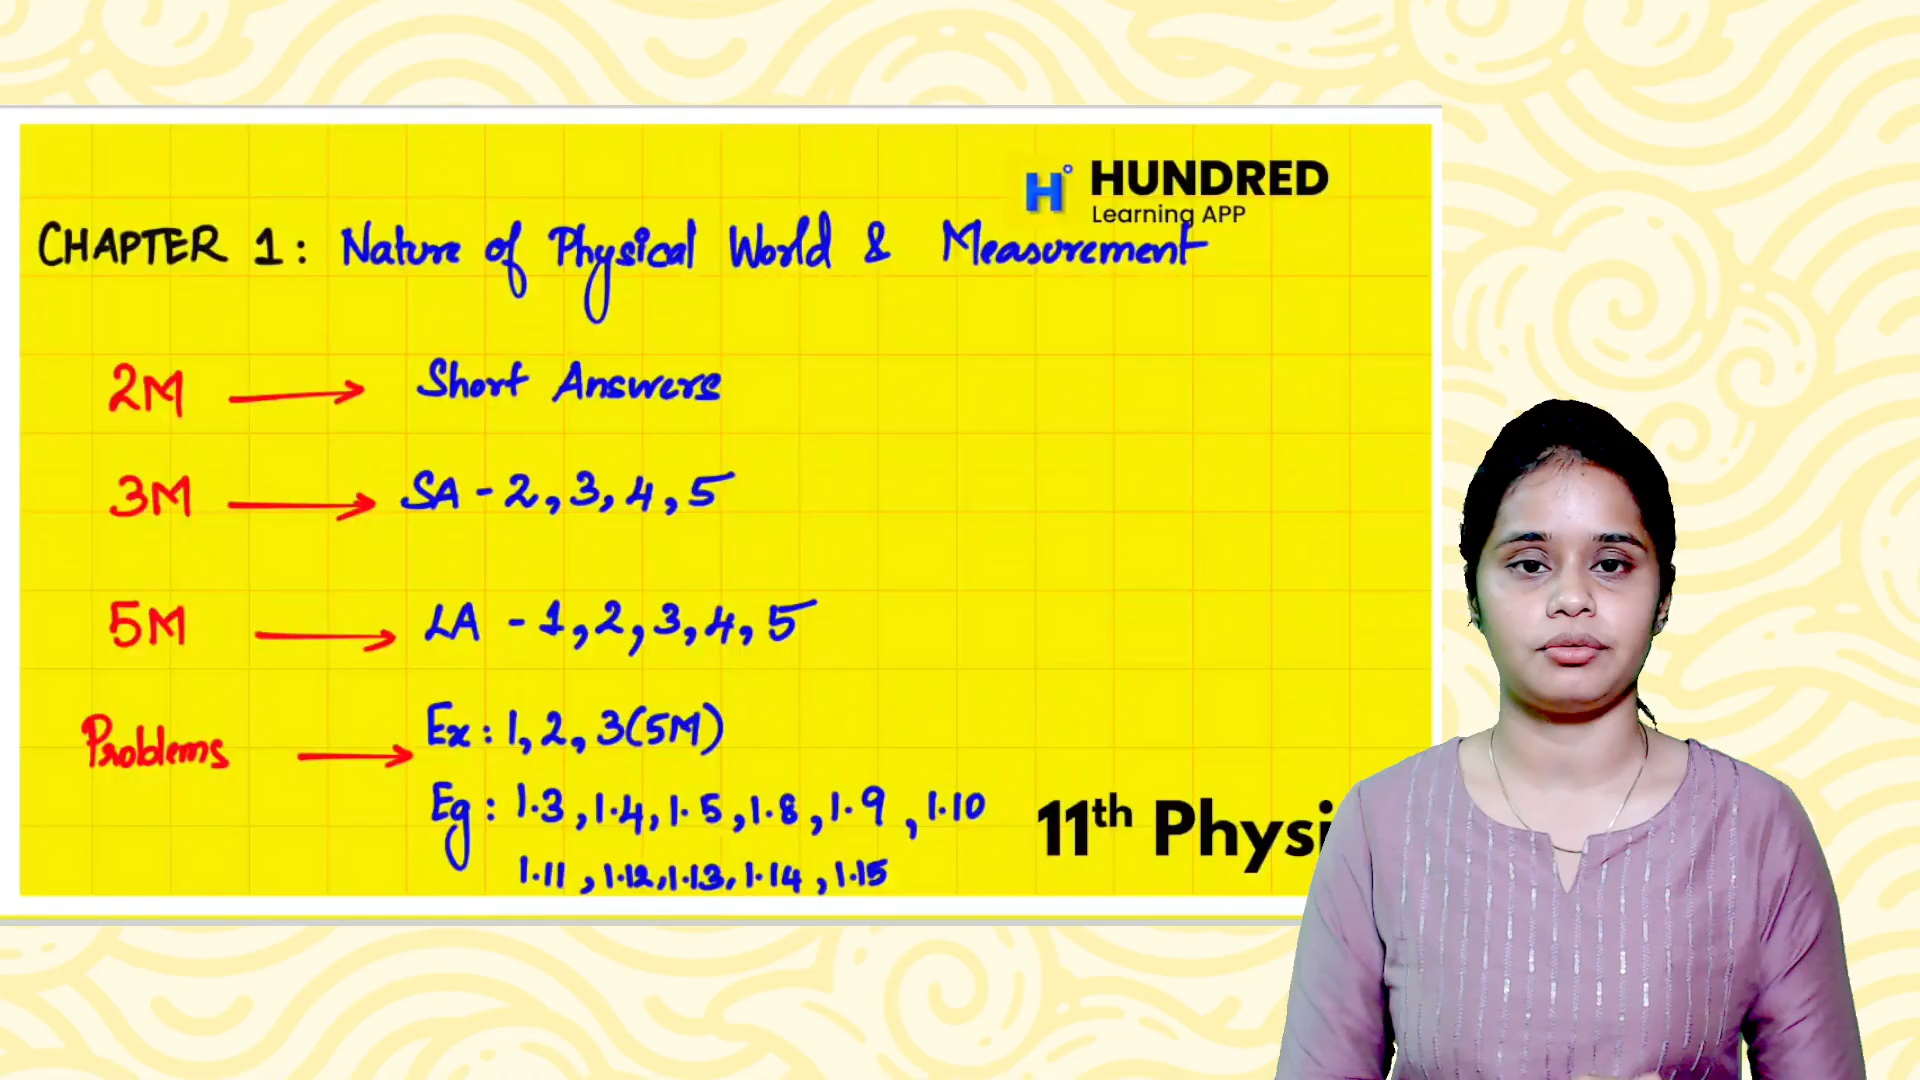 H° HUNDRED
Learning APP
CHAPTER 1: Nature of Physical World & Measurement
2M → Short Answers
3M → SA - 2, 3, 4, 5
5M → LA - 1, 2, 3, 4, 5
Problems → Ex: 1, 2, 3(5M)
Eg: 1.3, 1.4, 1.5, 1.8, 1.9, 1.10
1.11, 1.12, 1.13, 1.14, 1.15
11th Physi